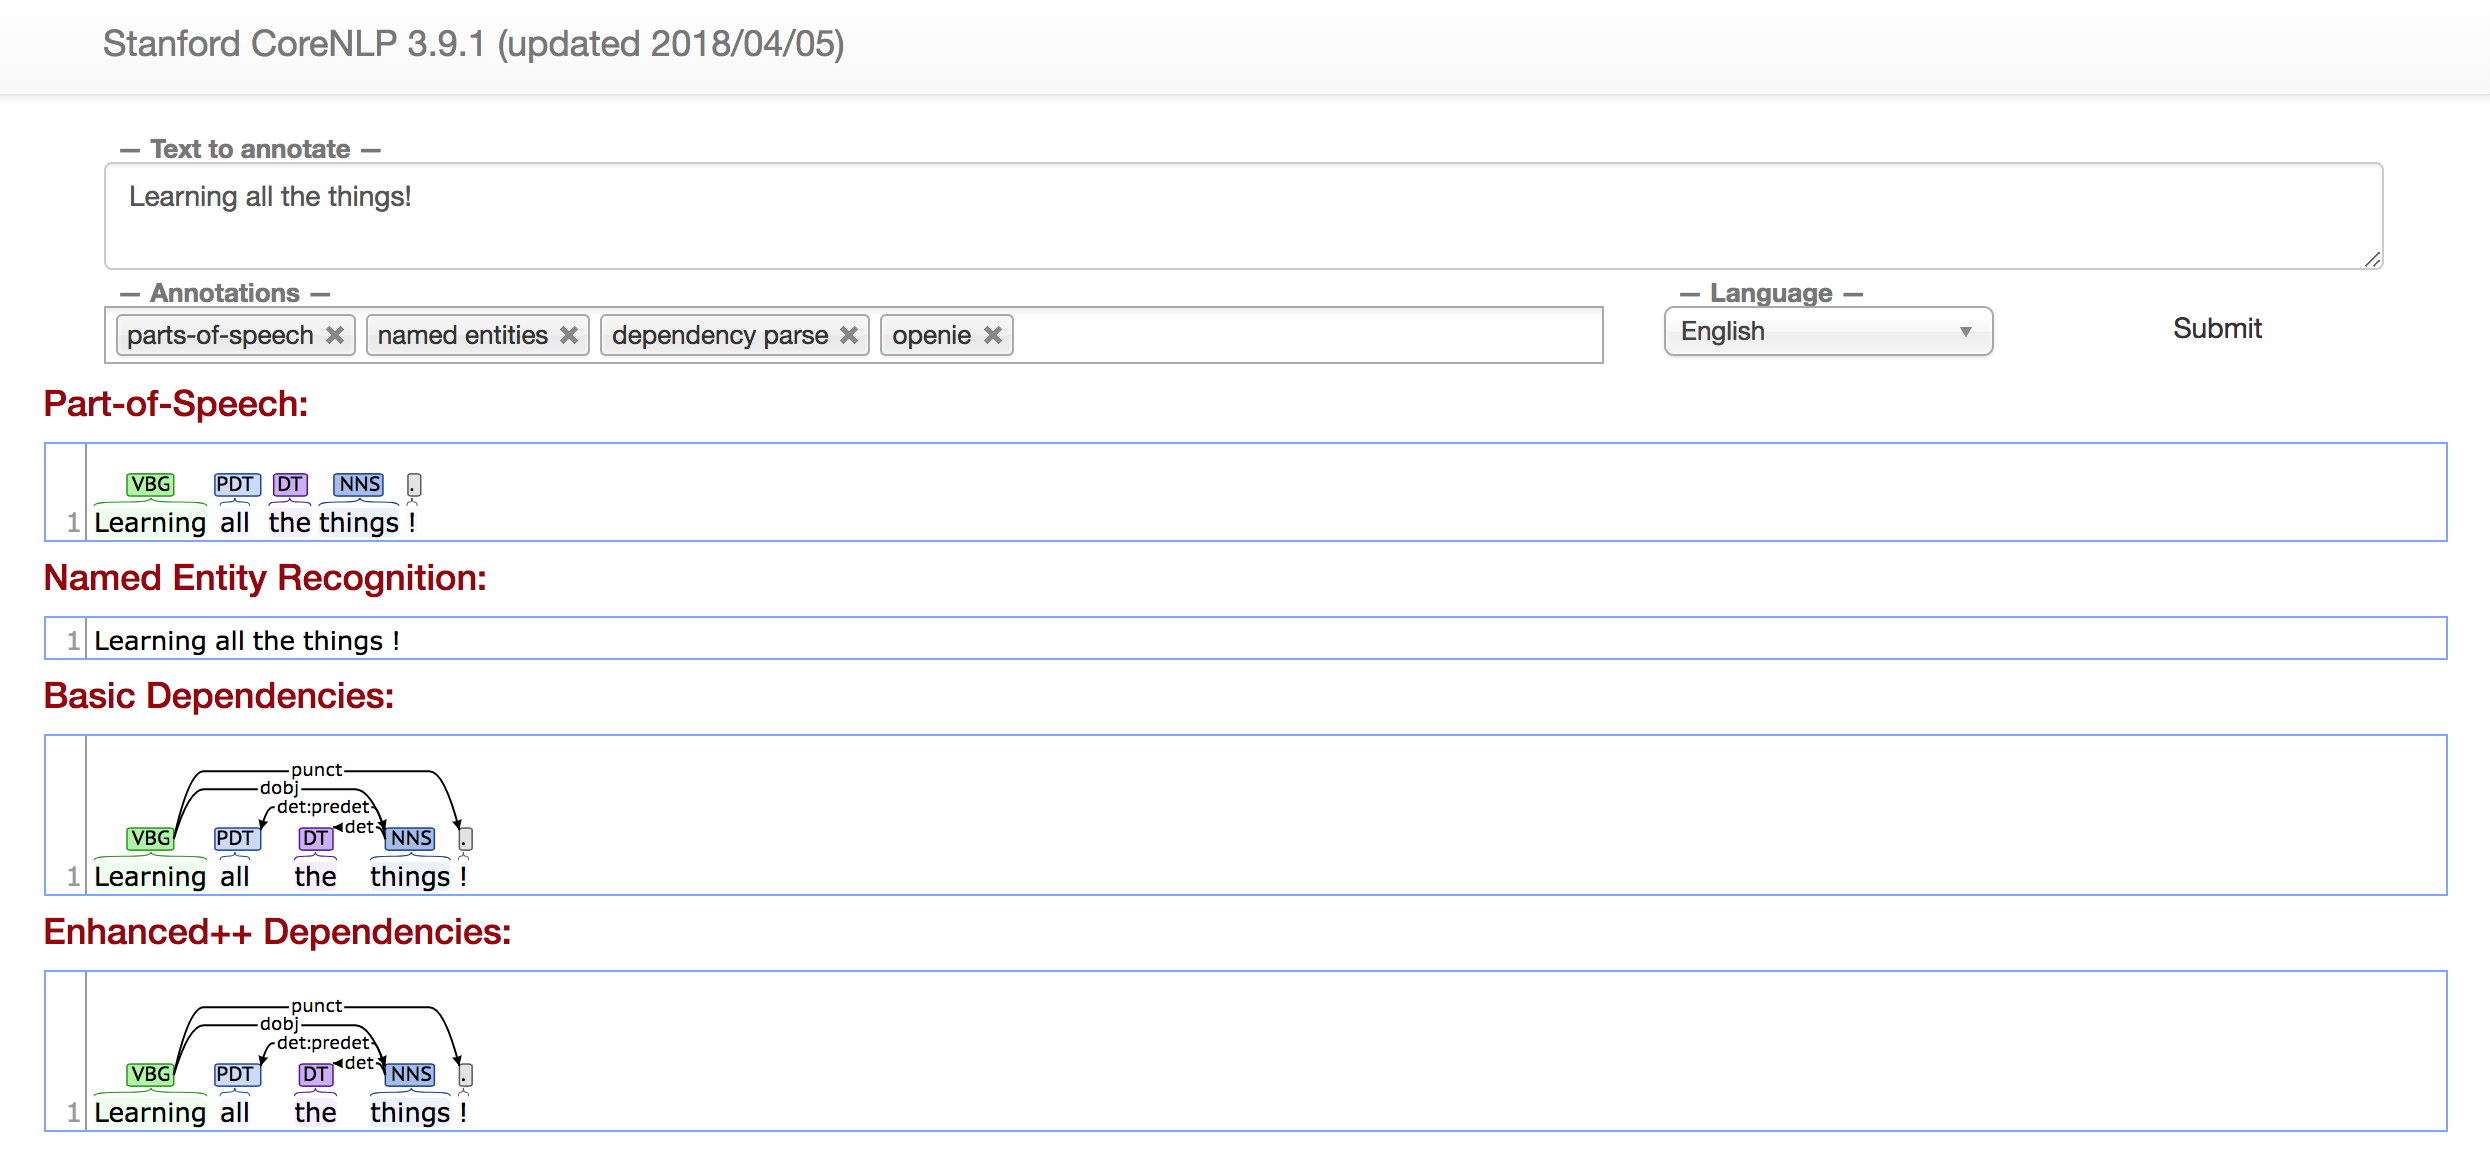 Stanford CoreNLP 3.9.1 (updated 2018/04/05)
— Text to annotate —
Learning all the things!
— Annotations —
— Language —
parts-of-speech named entities dependency parse openie
English
Submit
Part-of-Speech:
VBG PDT DT NNS .
1 Learning all the things !
Named Entity Recognition:
1 Learning all the things !
Basic Dependencies:
punct
dobj
det:predet
det
VBG PDT DT NNS .
1 Learning all the things !
Enhanced++ Dependencies:
punct
dobj
det:predet
det
VBG PDT DT NNS .
1 Learning all the things !